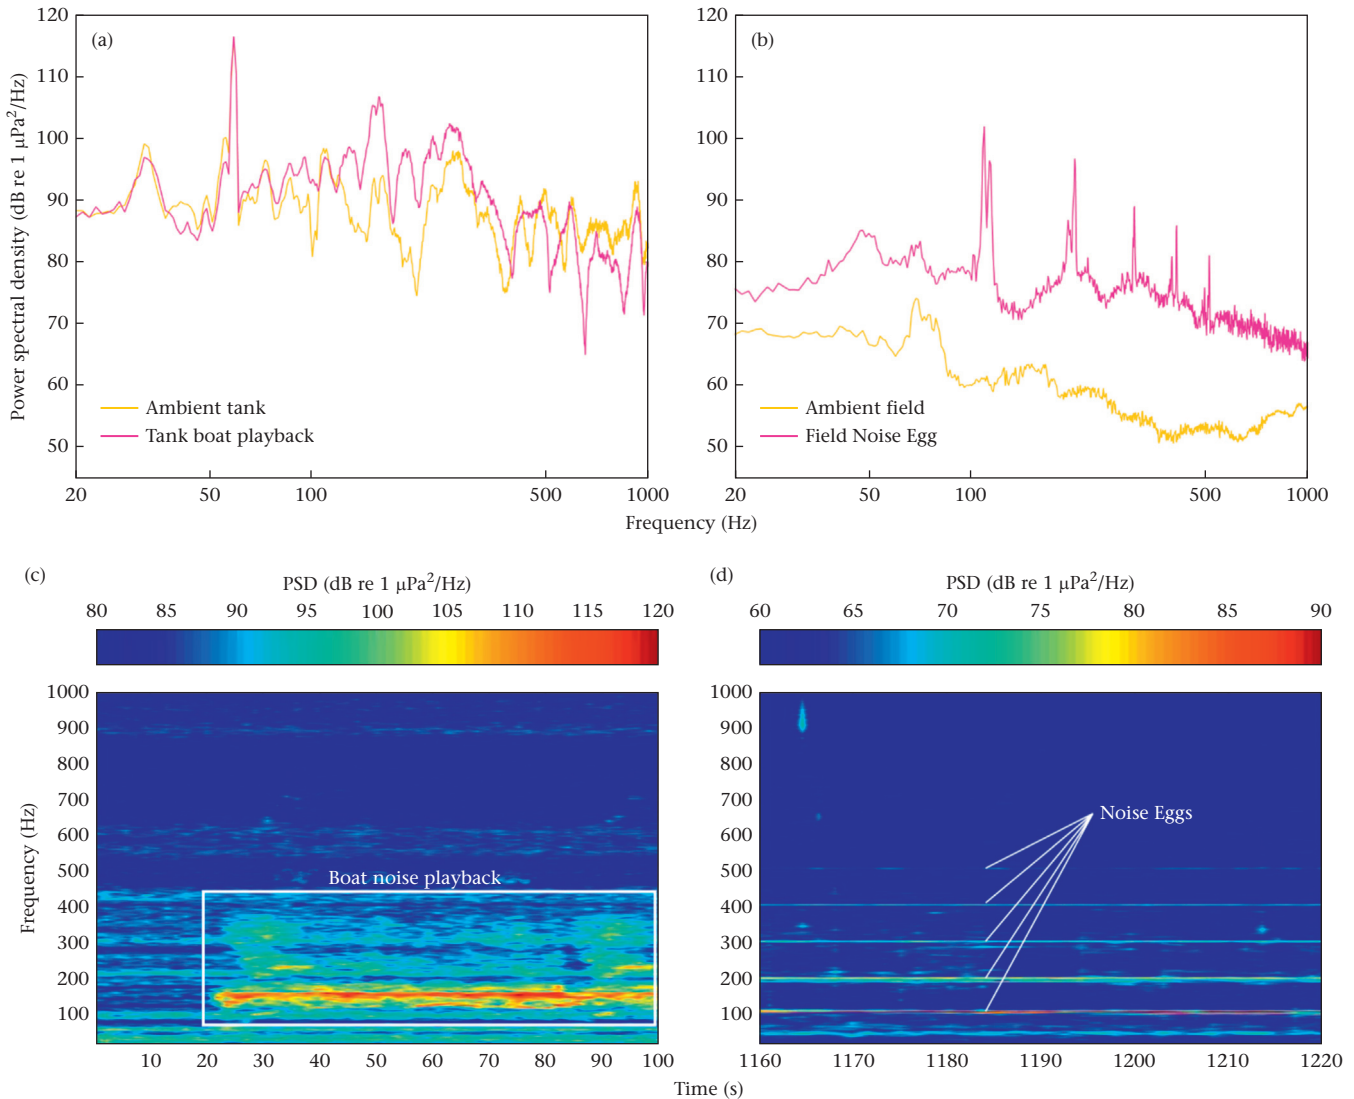 (a)
120
110
100
90
80
70
60
50
Power spectral density (dB re 1 μPa²/Hz)
Ambient tank
Tank boat playback
20 50 100 500 1000
(b)
120
110
100
90
80
70
60
50
Ambient field
Field Noise Egg
20 50 100 500 1000
Frequency (Hz)
(c)
PSD (dB re 1 μPa²/Hz)
80 85 90 95 100 105 110 115 120
1000
900
800
700
600
500
400
300
200
100
Frequency (Hz)
Boat noise playback
10 20 30 40 50 60 70 80 90 100
(d)
PSD (dB re 1 μPa²/Hz)
60 65 70 75 80 85 90
1000
900
800
700
600
500
400
300
200
100
Noise Eggs
1160 1170 1180 1190 1200 1210 1220
Time (s)